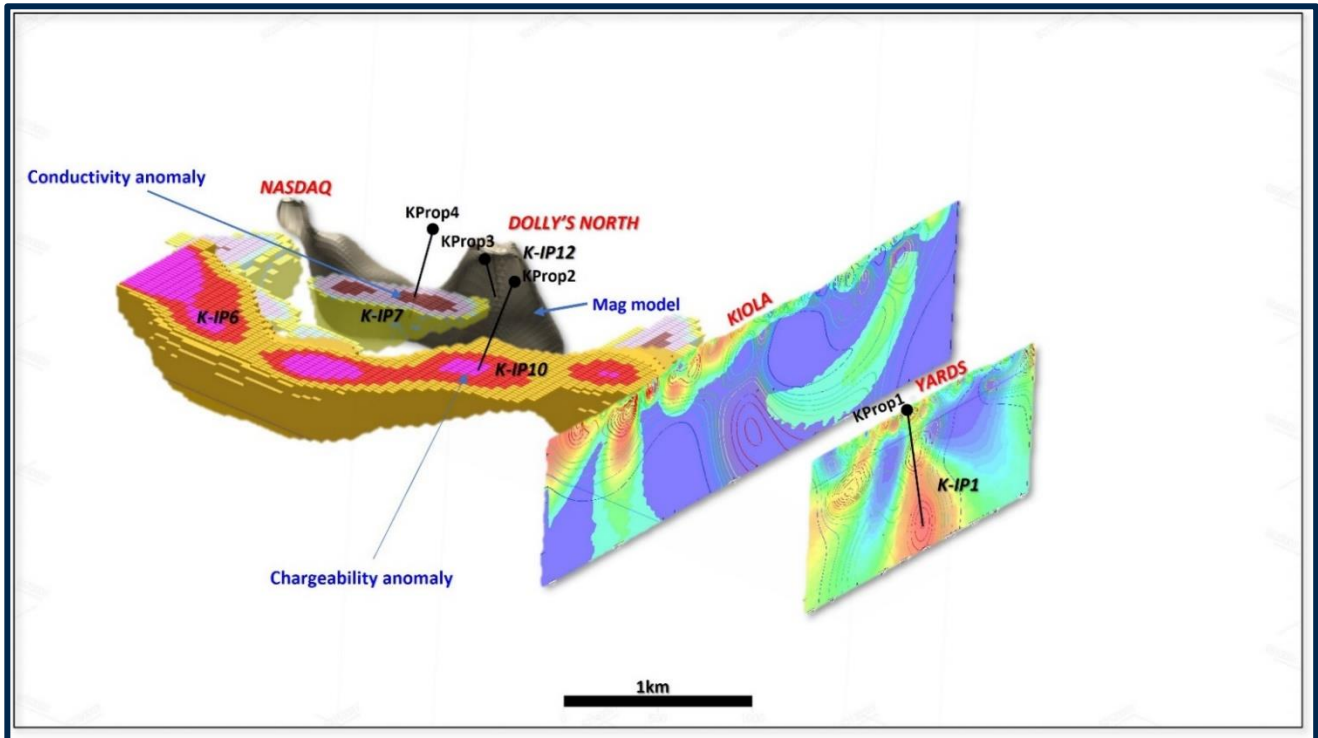 Conductivity anomaly
NASDAQ
KProp4
DOLLY'S NORTH
KProp3
K-IP12
KProp2
Mag model
K-IP7
K-IP6
K-IP10
KIOLA
YARDS
KProp1
K-IP1
Chargeability anomaly
1km